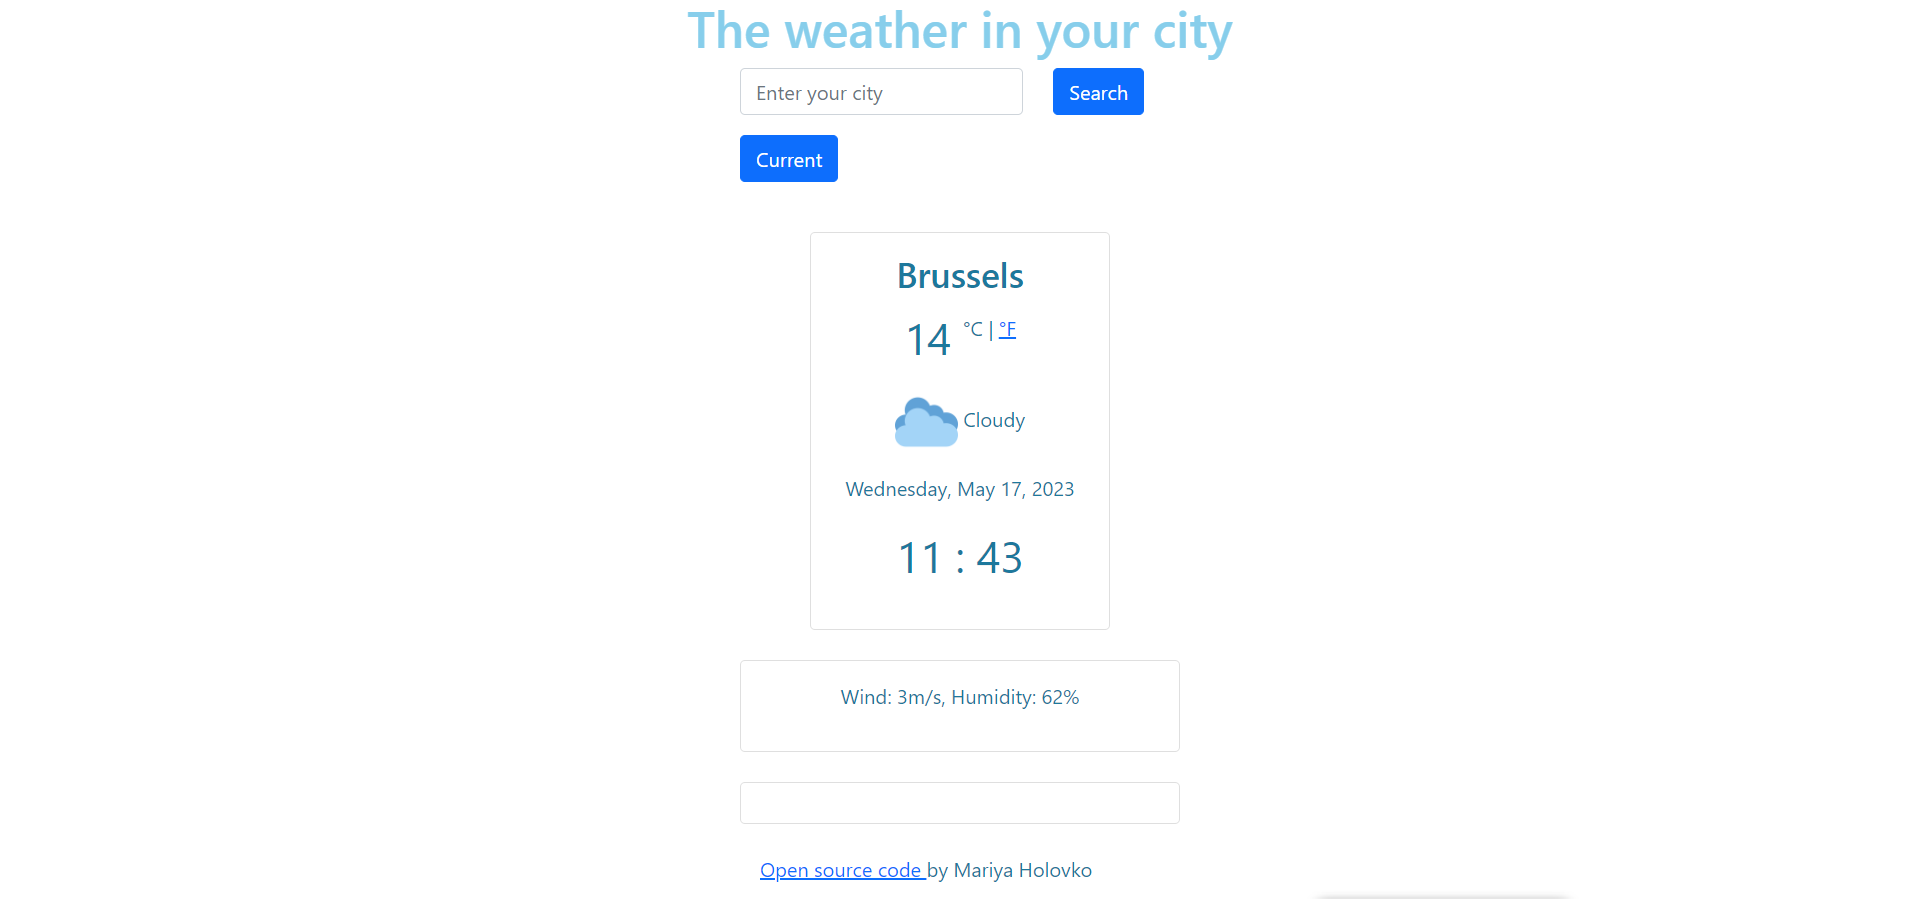 The weather in your city
Enter your city
Search
Current
Brussels
14 °C | °F
Cloudy
Wednesday, May 17, 2023
11 : 43
Wind: 3m/s, Humidity: 62%
Open source code by Mariya Holovko